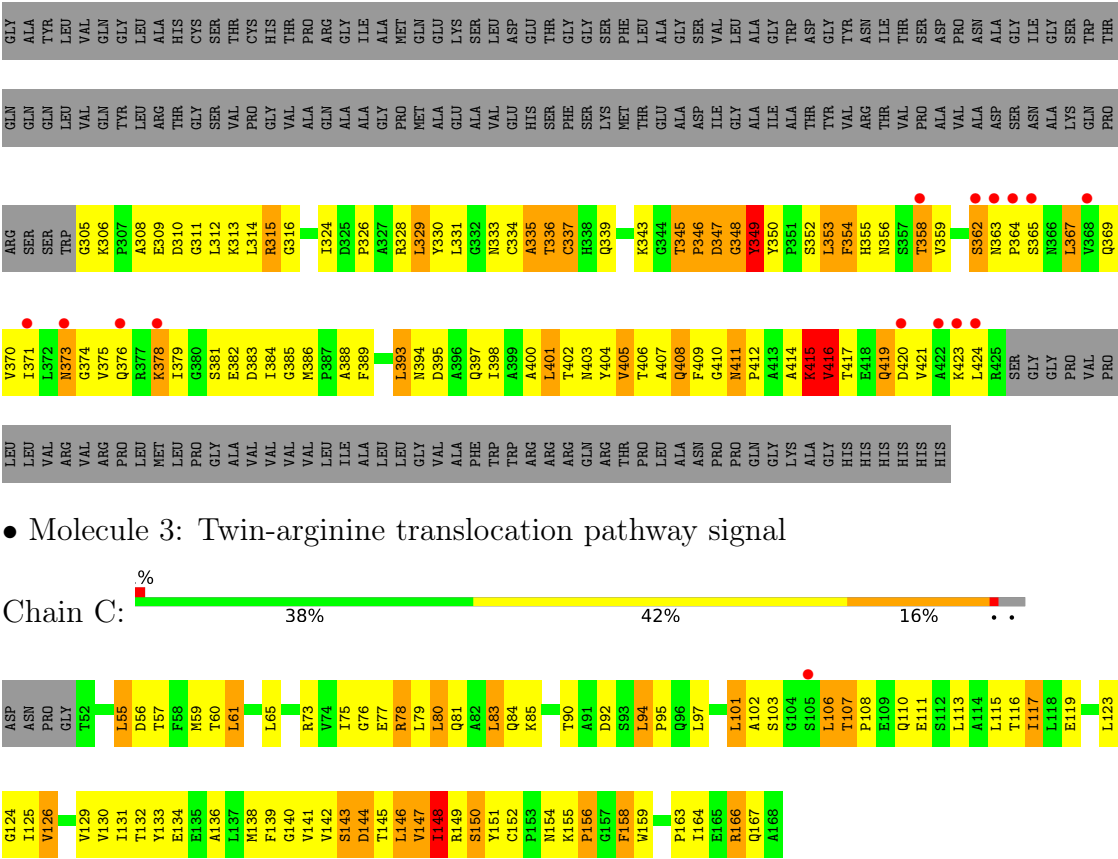 GLY ALA TYR LEU VAL GLN GLY LEU LEU ALA HIS CYS SER THR CYS HIS THR PRO ARG GLY ILE ALA MET GLN GLU LYS SER LEU ASP GLU SER THR GLY GLY SER PHE LEU ALA GLY SER VAL LEU ALA GLY TRP ASP GLY TYR ASN ILE THR SER ASP PRO ASN ALA GLY ILE GLY SER TRP THR
GLN GLN GLN LEU VAL GLN TYR LEU ARG THR GLY SER VAL PRO GLY VAL ALA GLN ALA ALA GLY PRO MET ALA GLU ALA VAL GLU HIS SER PHE SER LYS MET THR LEU GLU ALA ASP ILE GLY ALA ILE ALA THR TYR VAL ARG THR VAL PRO ALA VAL ALA ASP SER ASN ALA LYS GLN PRO
ARG SER SER TRP G305 K306 P307 A308 E309 D310 G311 L312 K313 L314 R315 G316 I324 D325 P326 A327 R328 L329 Y330 L331 G332 N333 C334 A335 T336 C337 H338 Q339 K343 G344 T345 P346 D347 G348 Y349 Y350 P351 S352 L353 F354 H355 N356 S357 T358 V359 S362 N363 P364 S365 N366 L367 V368 Q369
V370 I371 L372 N373 G374 V375 Q376 R377 K378 I379 G380 S381 E382 D383 I384 G385 M386 P387 A388 F389 L393 N394 D395 A396 Q397 I398 A399 A400 L401 T402 N403 Y404 V405 T406 A407 Q408 F409 G410 N411 P412 A413 A414 K415 V416 T417 E418 Q419 D420 V421 A422 K423 L424 R425 SER GLY GLY PRO VAL PRO
LEU LEU VAL ARG VAL ARG PRO LEU MET LEU PRO GLY ALA VAL VAL VAL VAL LEU ILE ALA LEU LEU GLY VAL ALA PHE TRP TRP ARG ARG ARG GLN ARG THR PRO LEU ALA ASN PRO PRO GLN GLY LYS ALA GLY HIS HIS HIS HIS HIS HIS
• Molecule 3: Twin-arginine translocation pathway signal
.%
Chain C:
38% 42% 16% • •
ASP ASN PRO GLY T52 L55 D56 T57 F58 M59 T60 L61 L65 R73 V74 I75 G76 E77 R78 L79 L80 Q81 A82 L83 Q84 K85 T90 A91 D92 S93 L94 P95 Q96 L97 L101 A102 S103 G104 S105 L106 T107 P108 E109 Q110 E111 S112 L113 A114 L115 T116 I117 L118 E119 L123
G124 I125 V126 V129 V130 I131 T132 Y133 E134 E135 A136 L137 M138 F139 G140 V141 V142 S143 D144 T145 L146 V147 I148 R149 S150 Y151 C152 P153 N154 K155 P156 G157 F158 W159 P163 I164 E165 R166 Q167 A168